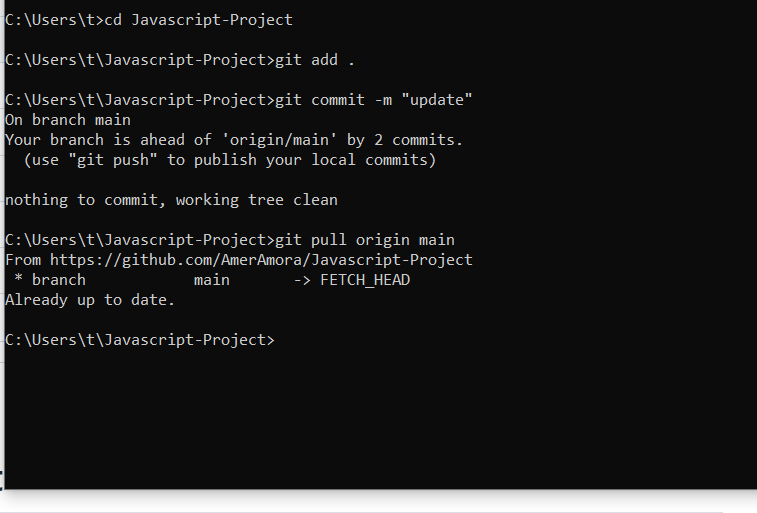 C:\Users\t>cd Javascript-Project
C:\Users\t\Javascript-Project>git add .
C:\Users\t\Javascript-Project>git commit -m "update"
On branch main
Your branch is ahead of 'origin/main' by 2 commits.
  (use "git push" to publish your local commits)
nothing to commit, working tree clean
C:\Users\t\Javascript-Project>git pull origin main
From https://github.com/AmerAmora/Javascript-Project
 * branch            main       -> FETCH_HEAD
Already up to date.
C:\Users\t\Javascript-Project>